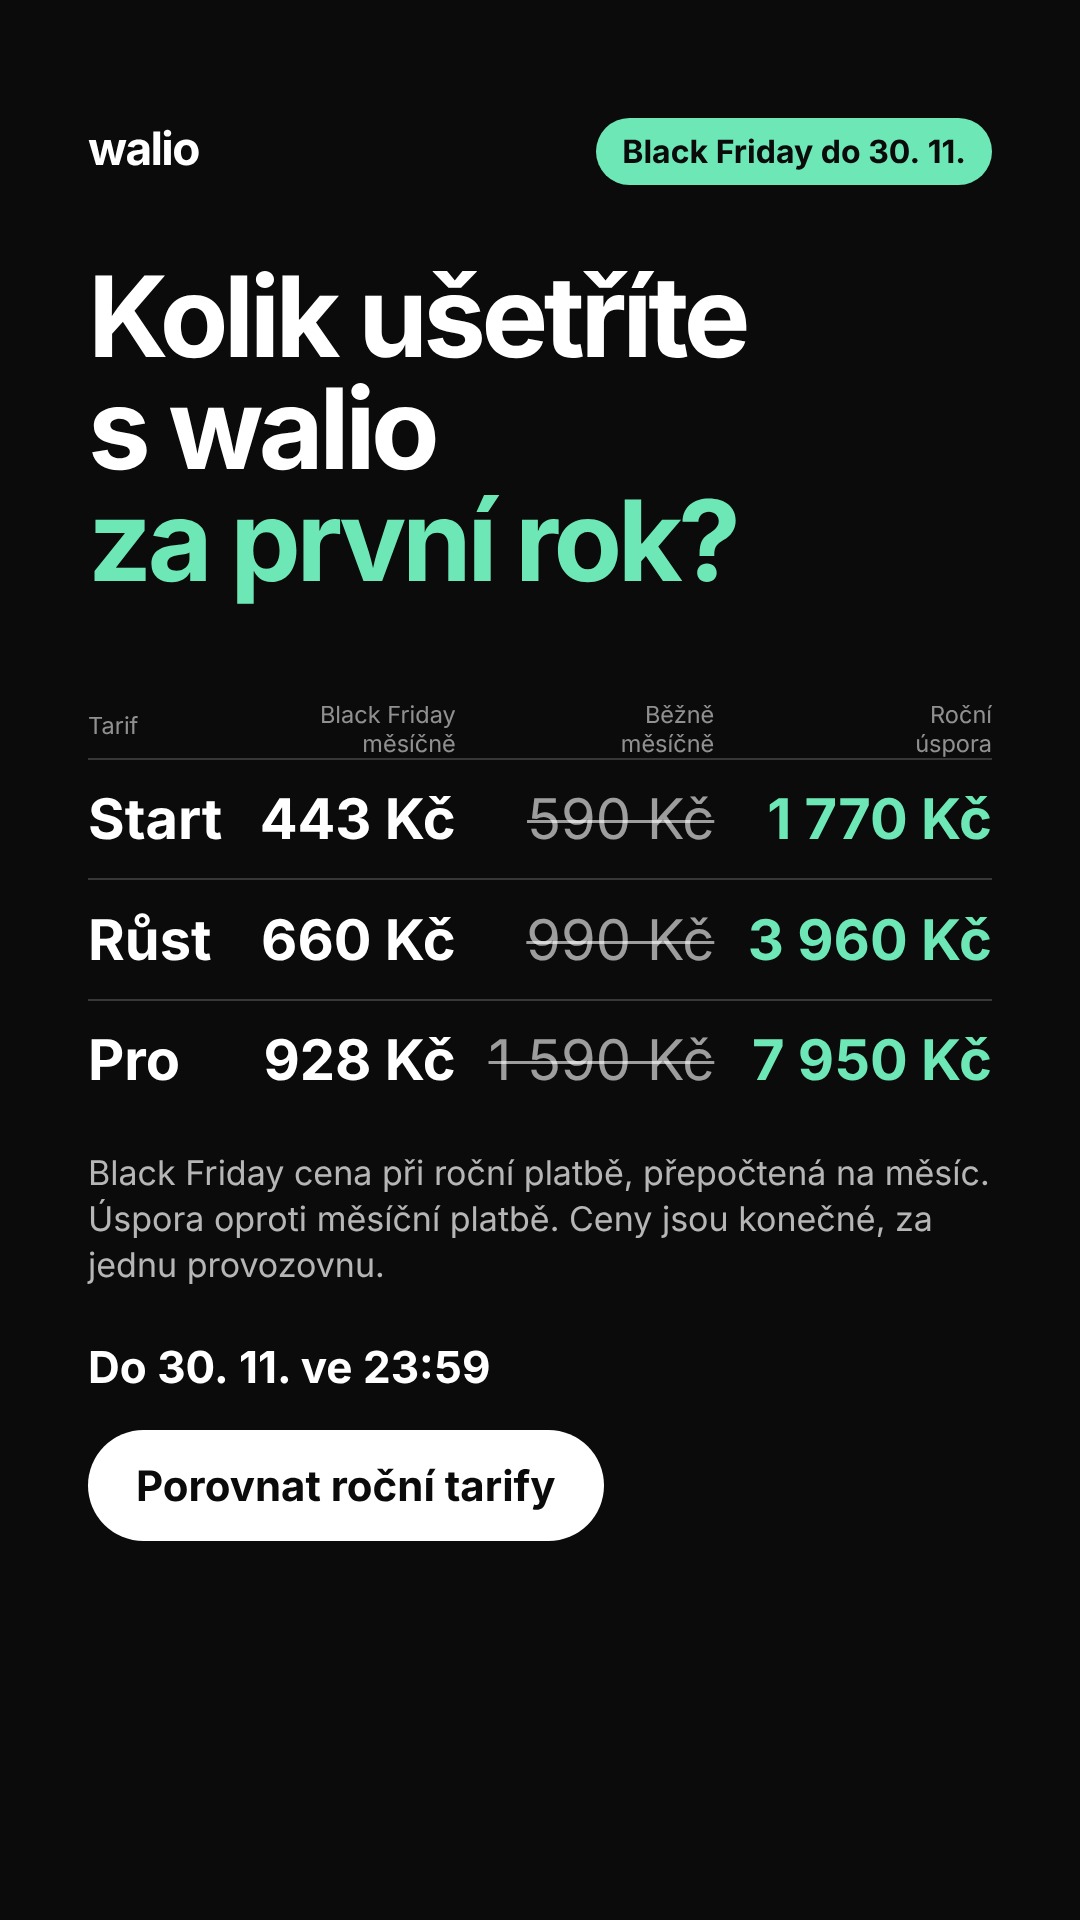 walio
Black Friday do 30. 11.
Kolik ušetříte
s walio
za první rok?
Tarif
Black Friday
měsíčně
Běžně
měsíčně
Roční
úspora
Start 443 Kč 590 Kč 1 770 Kč
Růst 660 Kč 990 Kč 3 960 Kč
Pro 928 Kč 1 590 Kč 7 950 Kč
Black Friday cena při roční platbě, přepočtená na měsíc.
Úspora oproti měsíční platbě. Ceny jsou konečné, za
jednu provozovnu.
Do 30. 11. ve 23:59
Porovnat roční tarify